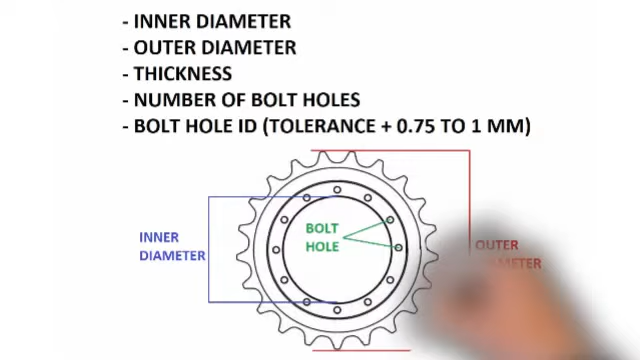 - INNER DIAMETER
- OUTER DIAMETER
- THICKNESS
- NUMBER OF BOLT HOLES
- BOLT HOLE ID (TOLERANCE + 0.75 TO 1 MM)
BOLT
HOLE
INNER
DIAMETER
OUTER